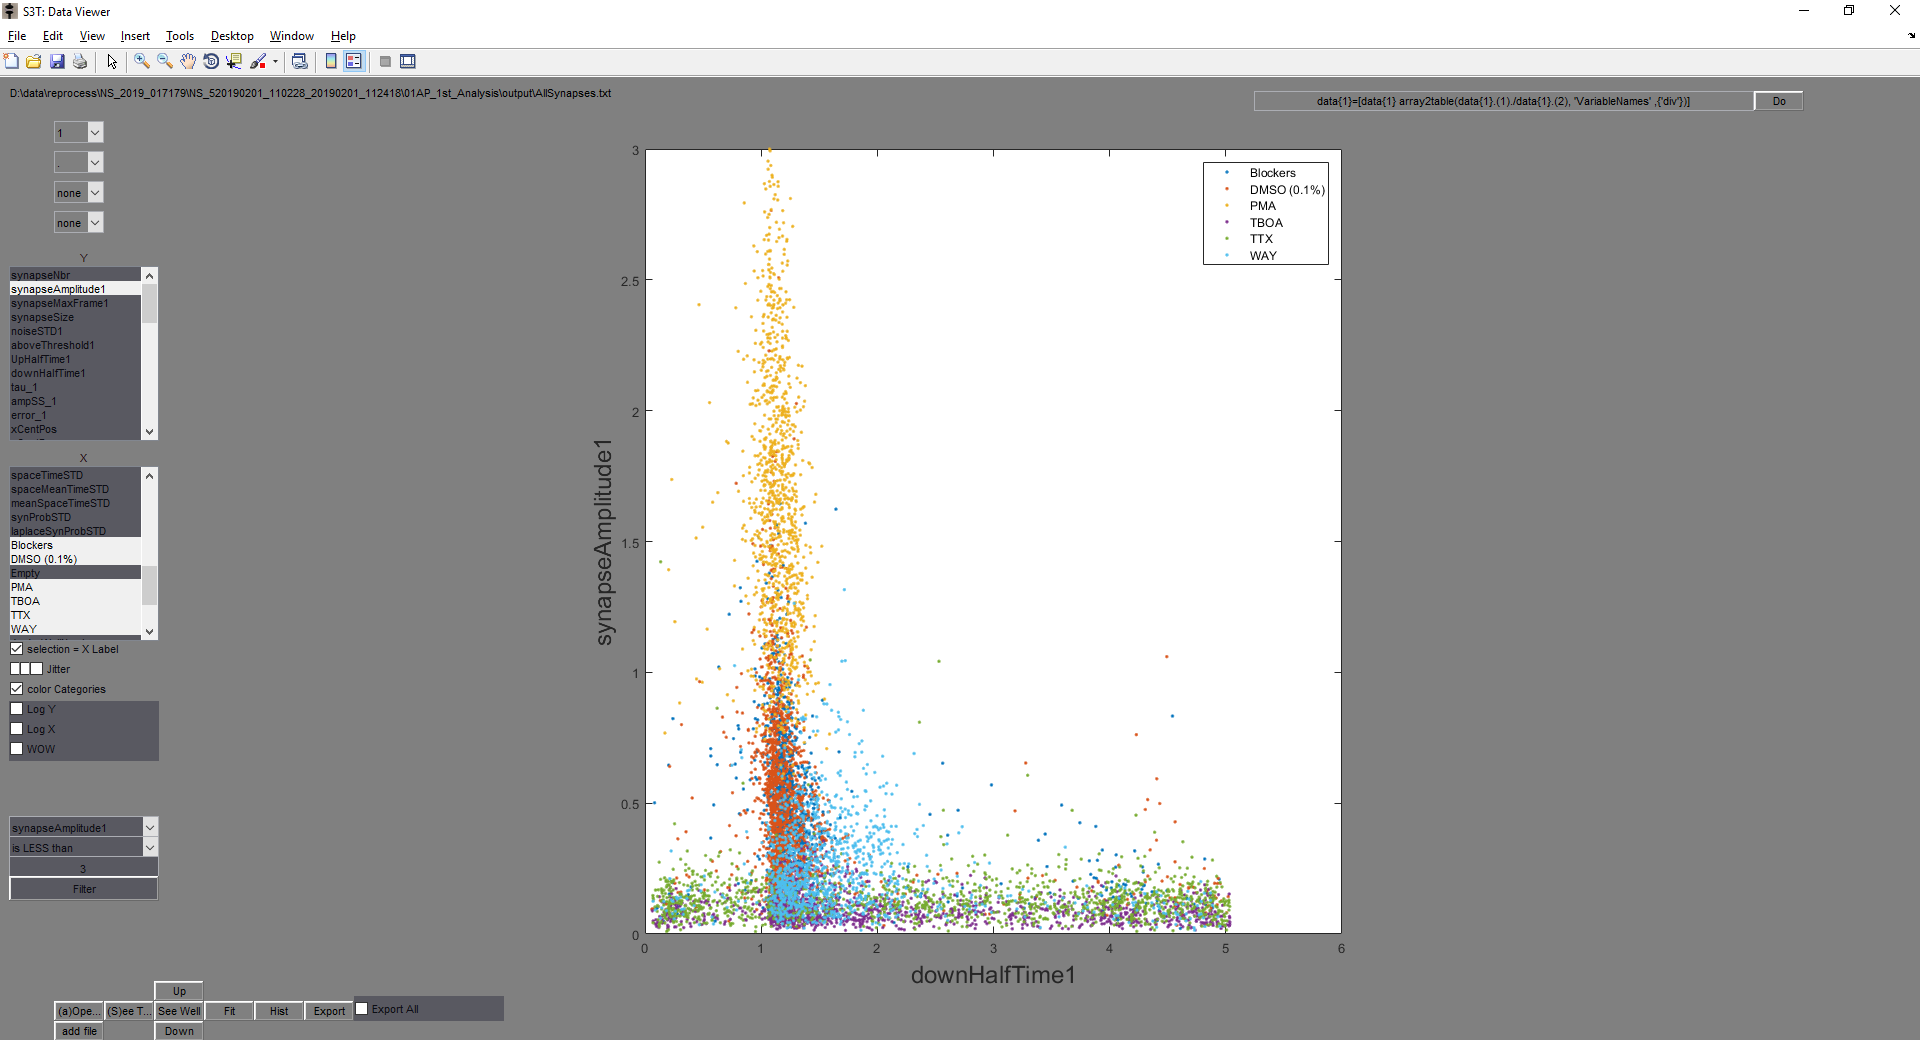 S3T: Data Viewer
File Edit View Insert Tools Desktop Window Help
D:\data\reprocess\NS_2019_017179\NS_520190201_110228_20190201_112418\01AP_1st_Analysis\output\AllSynapses.txt
data{1}=[data{1} array2table(data{1}.(1)./data{1}.(2), 'VariableNames' ,{'div'})]
Do
1
.
none
none
Y
synapseNbr
synapseAmplitude1
synapseMaxFrame1
synapseSize
noiseSTD1
aboveThreshold1
UpHalfTime1
downHalfTime1
tau_1
ampSS_1
error_1
xCentPos
X
spaceTimeSTD
spaceMeanTimeSTD
meanSpaceTimeSTD
synProbSTD
laplaceSynProbSTD
Blockers
DMSO (0.1%)
Empty
PMA
TBOA
TTX
WAY
selection = X Label
Jitter
color Categories
Log Y
Log X
WOW
synapseAmplitude1
is LESS than
3
Filter
Up
(a)Ope... (S)ee T... See Well Fit Hist Export Export All
add file Down
synapseAmplitude1
3
2.5
2
1.5
1
0.5
0
0 1 2 3 4 5 6
downHalfTime1
Blockers
DMSO (0.1%)
PMA
TBOA
TTX
WAY